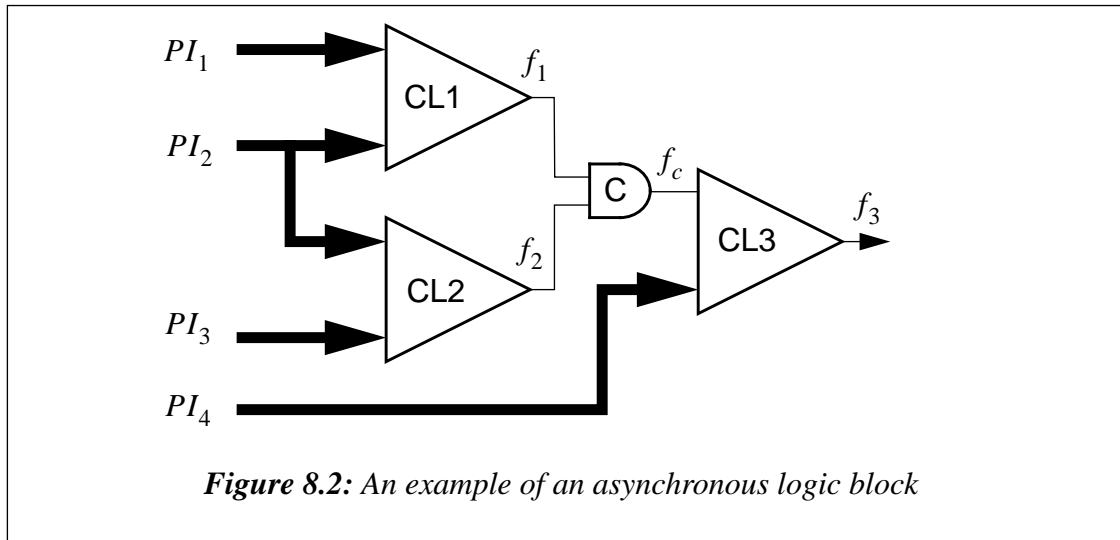 PI1
f1
CL1
PI2
C
fc
f3
CL3
f2
CL2
PI3
PI4
Figure 8.2: An example of an asynchronous logic block